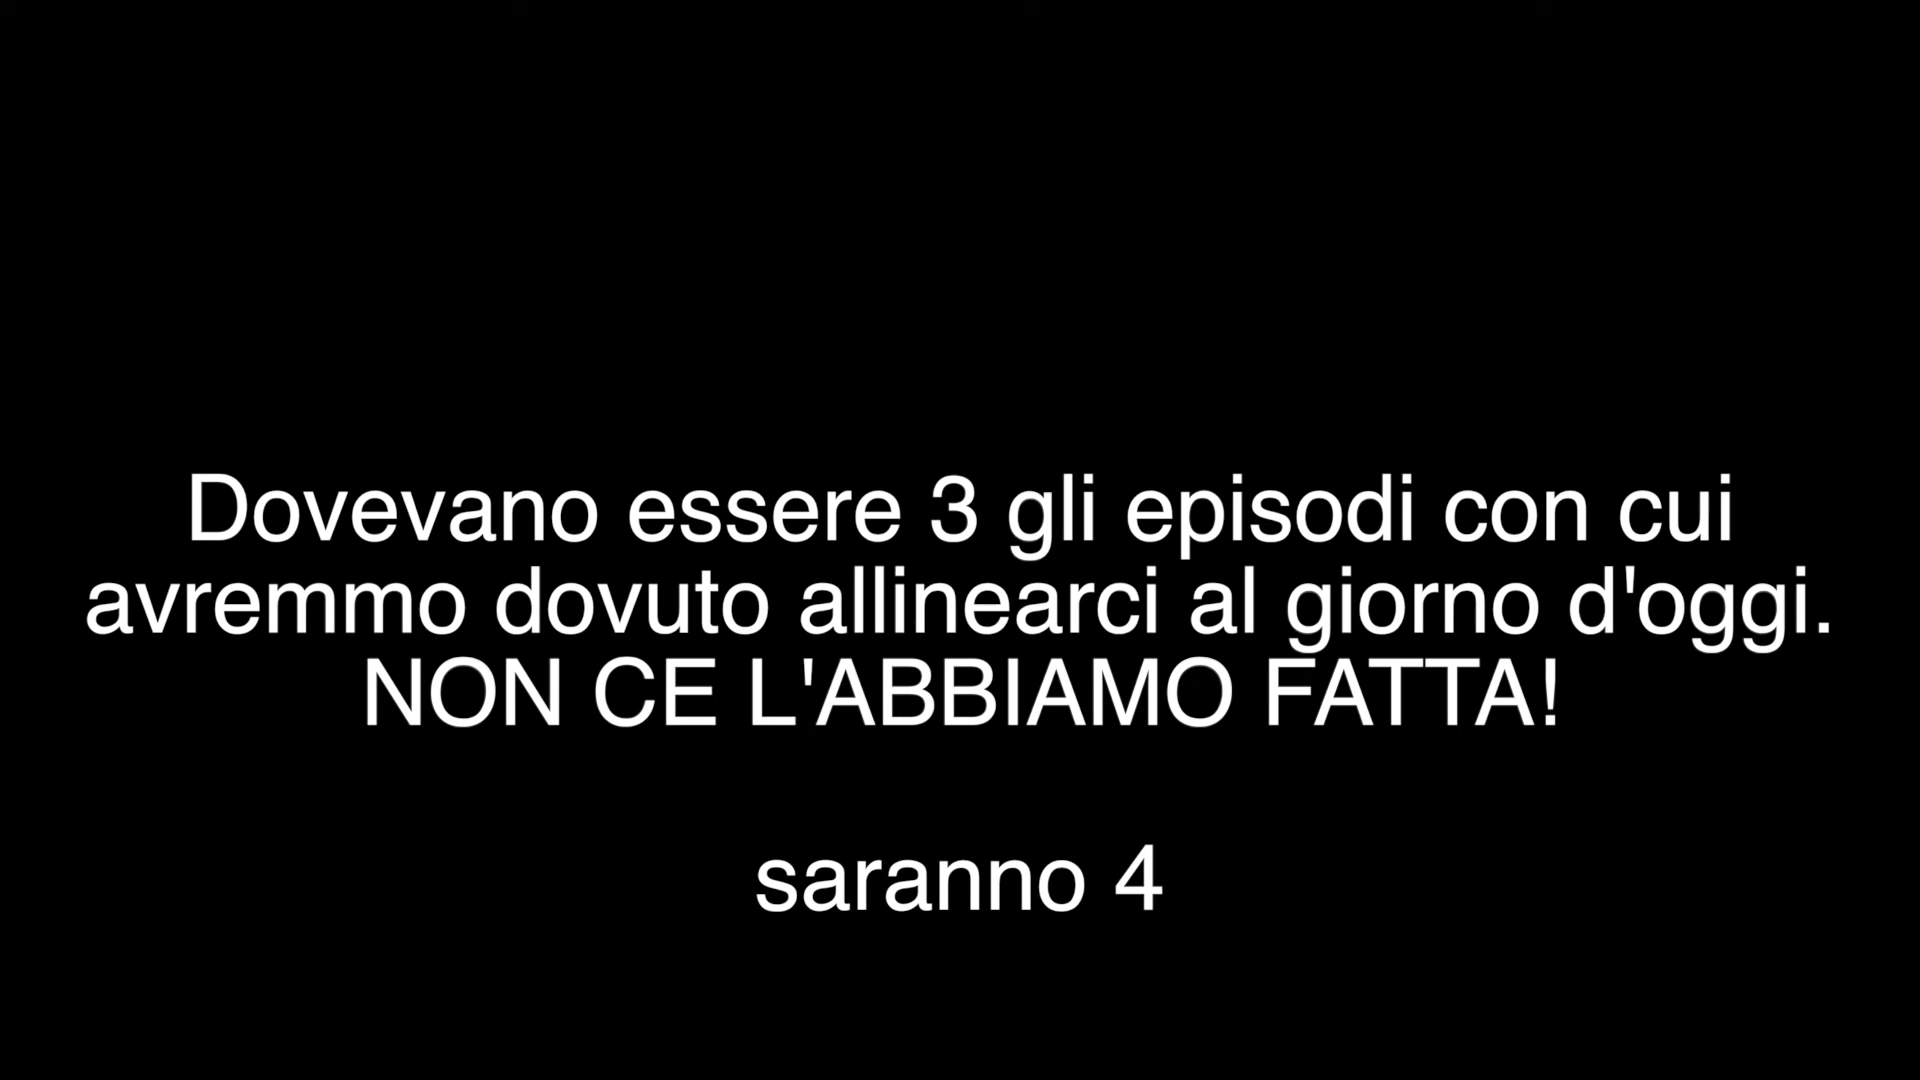 Dovevano essere 3 gli episodi con cui
avremmo dovuto allinearci al giorno d'oggi.
NON CE L'ABBIAMO FATTA!
saranno 4